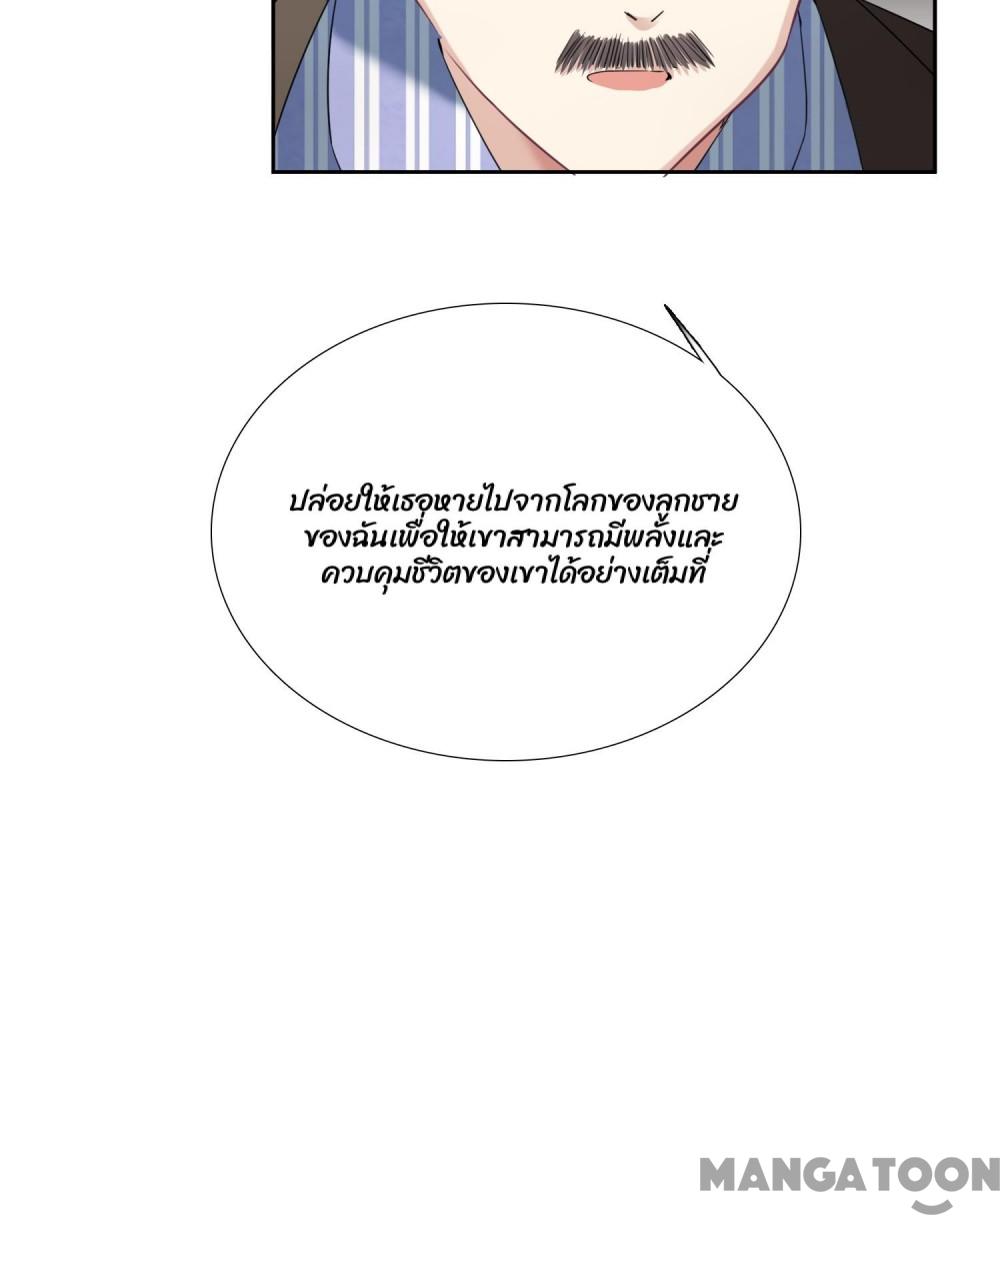 ปล่อยให้เธอหายไปจากโลกของลูกชาย
ของฉันเพื่อให้เขาสามารถมีพลังและ
ควบคุมชีวิตของเขาได้อย่างเต็มที่
MANGATOON